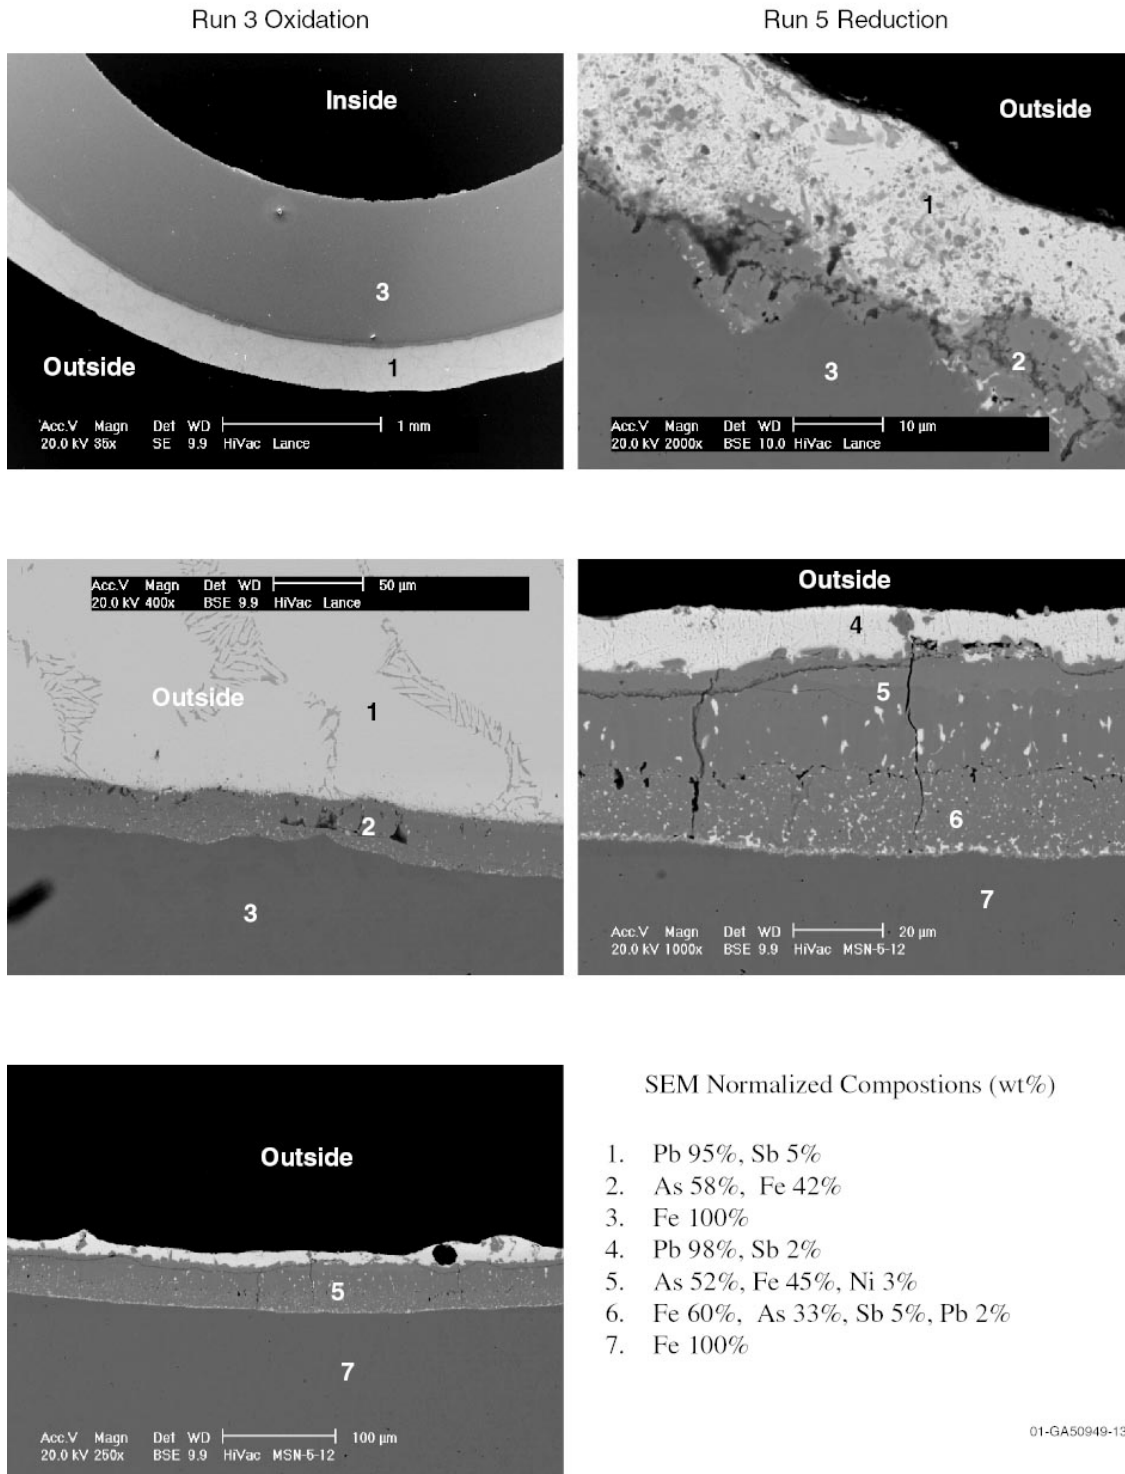 Run 3 Oxidation
Run 5 Reduction
Inside
3
1
Outside
Acc.V Magn Det WD 1 mm
20.0 kV 35x SE 9.9 HiVac Lance
Outside
1
2
3
Acc.V Magn Det WD 10 µm
20.0 kV 2000x BSE 10.0 HiVac Lance
Acc.V Magn Det WD 50 µm
20.0 kV 400x BSE 9.9 HiVac Lance
Outside
1
2
3
Outside
4
5
6
7
Acc.V Magn Det WD 20 µm
20.0 kV 1000x BSE 9.9 HiVac MSN-5-12
Outside
5
7
Acc.V Magn Det WD 100 µm
20.0 kV 250x BSE 9.9 HiVac MSN-5-12
SEM Normalized Compostions (wt%)
1. Pb 95%, Sb 5%
2. As 58%, Fe 42%
3. Fe 100%
4. Pb 98%, Sb 2%
5. As 52%, Fe 45%, Ni 3%
6. Fe 60%, As 33%, Sb 5%, Pb 2%
7. Fe 100%
01-GA50949-13